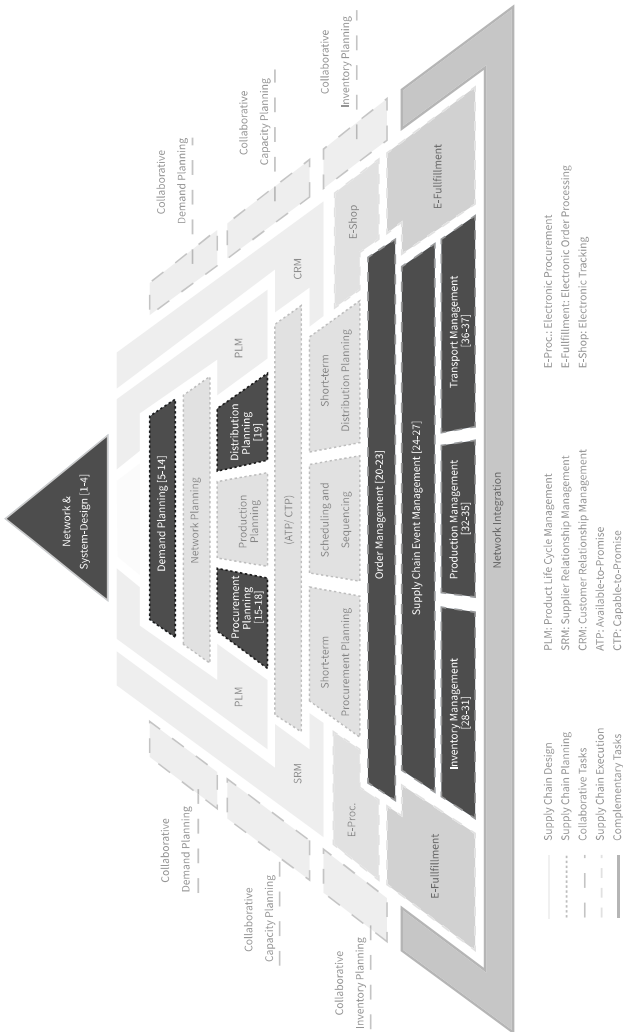 Network &
System-Design [1-4]
Collaborative
Demand Planning
Collaborative
Demand Planning
Demand Planning [5-14]
Network Planning
Collaborative
Capacity Planning
Collaborative
Capacity Planning
PLM
Procurement
Planning
[15-18]
Production
Planning
Distribution
Planning
[19]
PLM
SRM
(ATP/ CTP)
CRM
Collaborative
Inventory Planning
Collaborative
Inventory Planning
E-Proc.
Short-term
Procurement Planning
Scheduling and
Sequencing
Short-term
Distribution Planning
E-Shop
Order Management [20-23]
E-Fullfillment
Supply Chain Event Management [24-27]
E-Fullfillment
Inventory Management
[28-31]
Production Management
[32-35]
Transport Management
[36-37]
Network Integration
Supply Chain Design
Supply Chain Planning
Collaborative Tasks
Supply Chain Execution
Complementary Tasks
PLM: Product Life Cycle Management
SRM: Supplier Relationship Management
CRM: Customer Relationship Management
ATP: Available-to-Promise
CTP: Capable-to-Promise
E-Proc.: Electronic Procurement
E-Fullfillment: Electronic Order Processing
E-Shop: Electronic Tracking